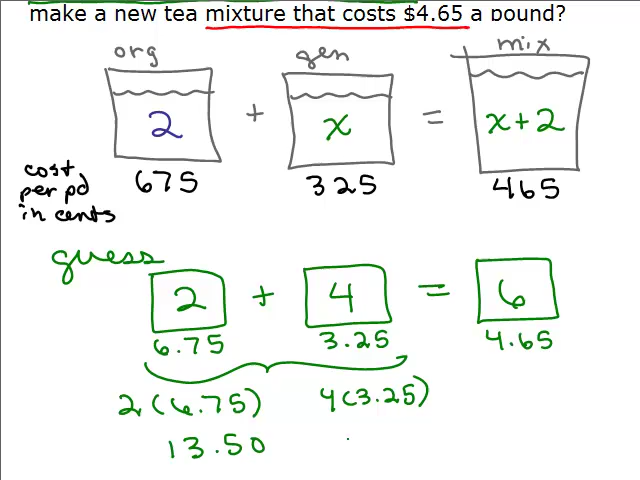 make a new tea mixture that costs $4.65 a pound?
org gen mix
2 + x = x+2
cost per pd in cents 675 325 465
guess
2 + 4 = 6
6.75 3.25 4.65
2(6.75) 4(3.25)
13.50